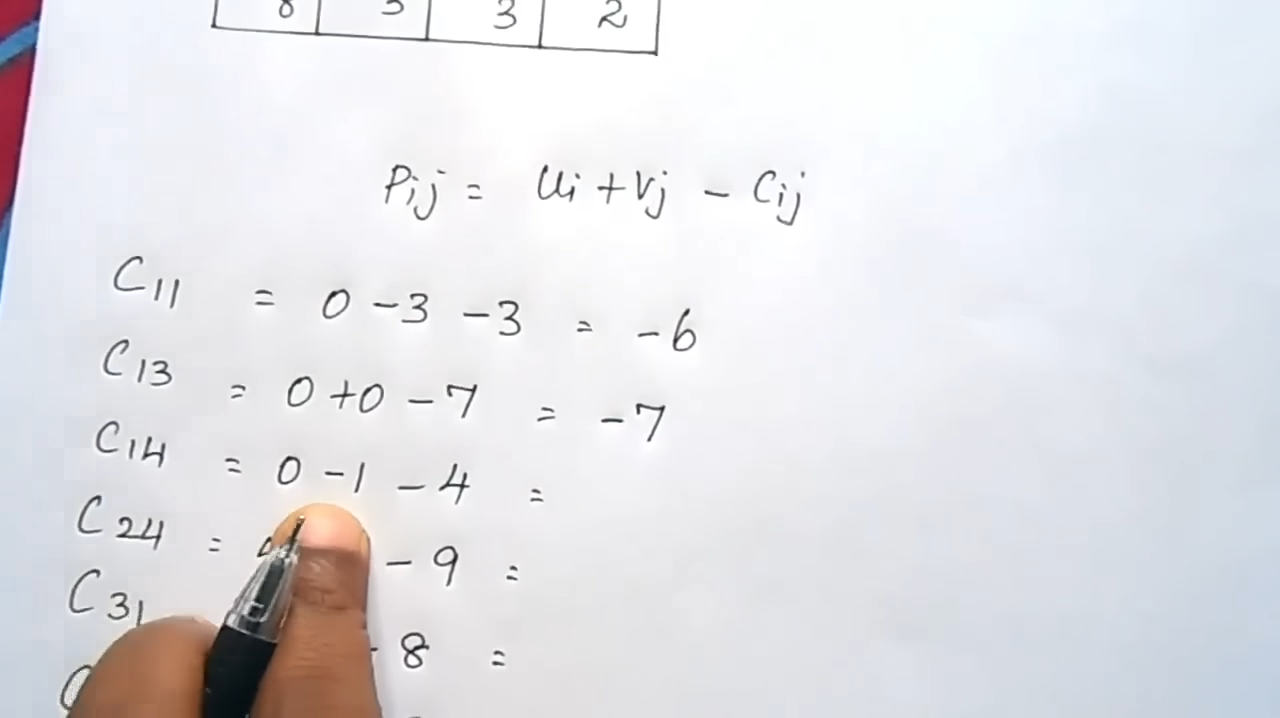 8 5 3 2
Pij = Ui + Vj - Cij
C11 = 0 - 3 - 3 = -6
C13 = 0 + 0 - 7 = -7
C14 = 0 - 1 - 4 =
C24 = - 9 =
C31 - 8 =